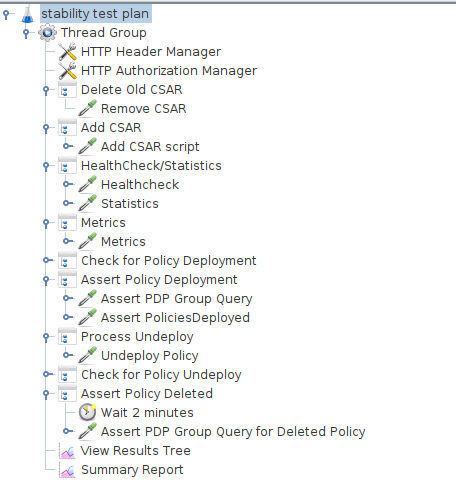 stability test plan
Thread Group
HTTP Header Manager
HTTP Authorization Manager
Delete Old CSAR
Remove CSAR
Add CSAR
Add CSAR script
HealthCheck/Statistics
Healthcheck
Statistics
Metrics
Metrics
Check for Policy Deployment
Assert Policy Deployment
Assert PDP Group Query
Assert PoliciesDeployed
Process Undeploy
Undeploy Policy
Check for Policy Undeploy
Assert Policy Deleted
Wait 2 minutes
Assert PDP Group Query for Deleted Policy
View Results Tree
Summary Report